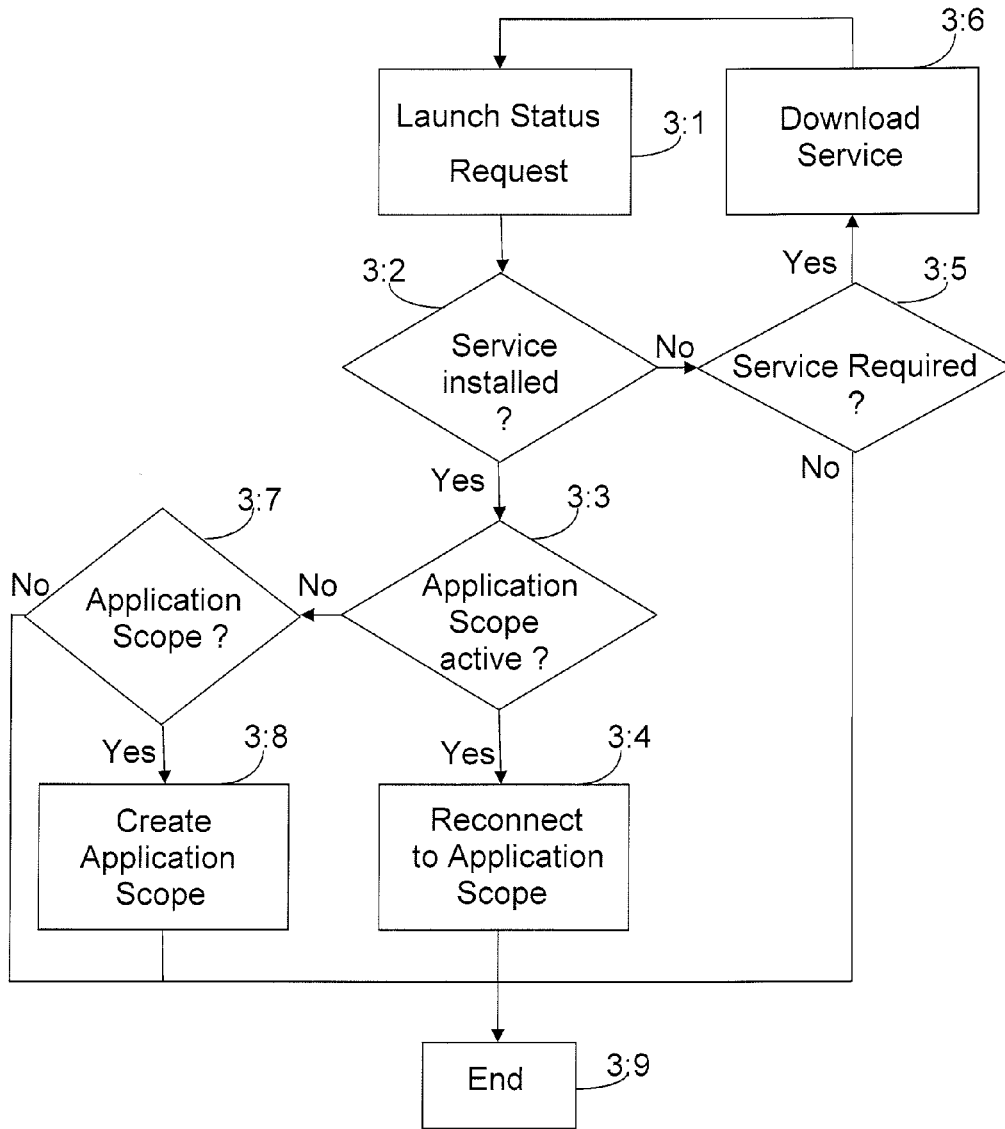 3:6
Launch Status
Request
3:1
Download
Service
Yes
3:2
3:5
Service
installed
?
No
Service Required
?
Yes
No
3:7
3:3
No
Application
Scope ?
No
Application
Scope
active ?
Yes
3:8
Yes
3:4
Create
Application
Scope
Reconnect
to Application
Scope
End
3:9